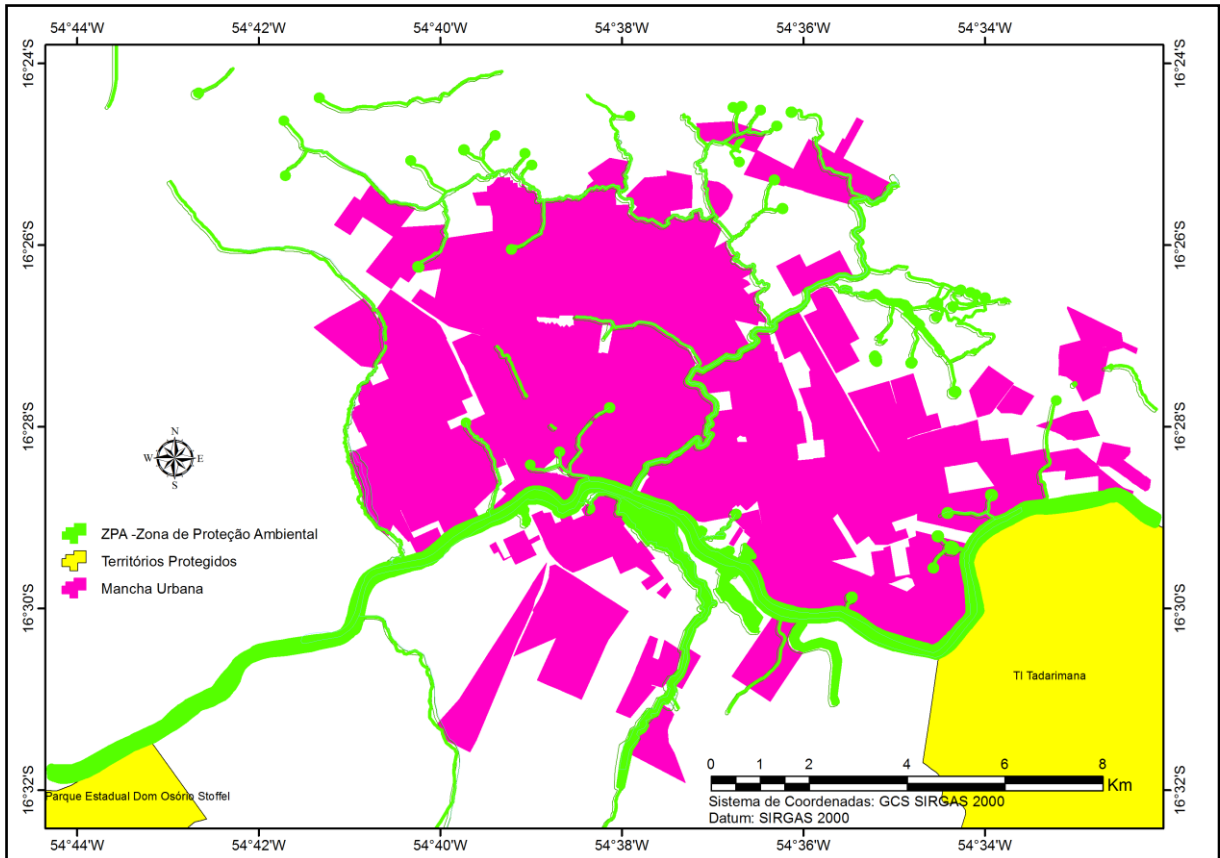 54°44'W 54°42'W 54°40'W 54°38'W 54°36'W 54°34'W
16°24'S 16°24'S
16°26'S 16°26'S
16°28'S 16°28'S
N
W E
S
ZPA -Zona de Proteção Ambiental
Territórios Protegidos
Mancha Urbana
16°30'S 16°30'S
TI Tadarimana
0 1 2 4 6 8
Km
Sistema de Coordenadas: GCS SIRGAS 2000
Datum: SIRGAS 2000
16°32'S 16°32'S
Parque Estadual Dom Osório Stoffel
54°44'W 54°42'W 54°40'W 54°38'W 54°36'W 54°34'W